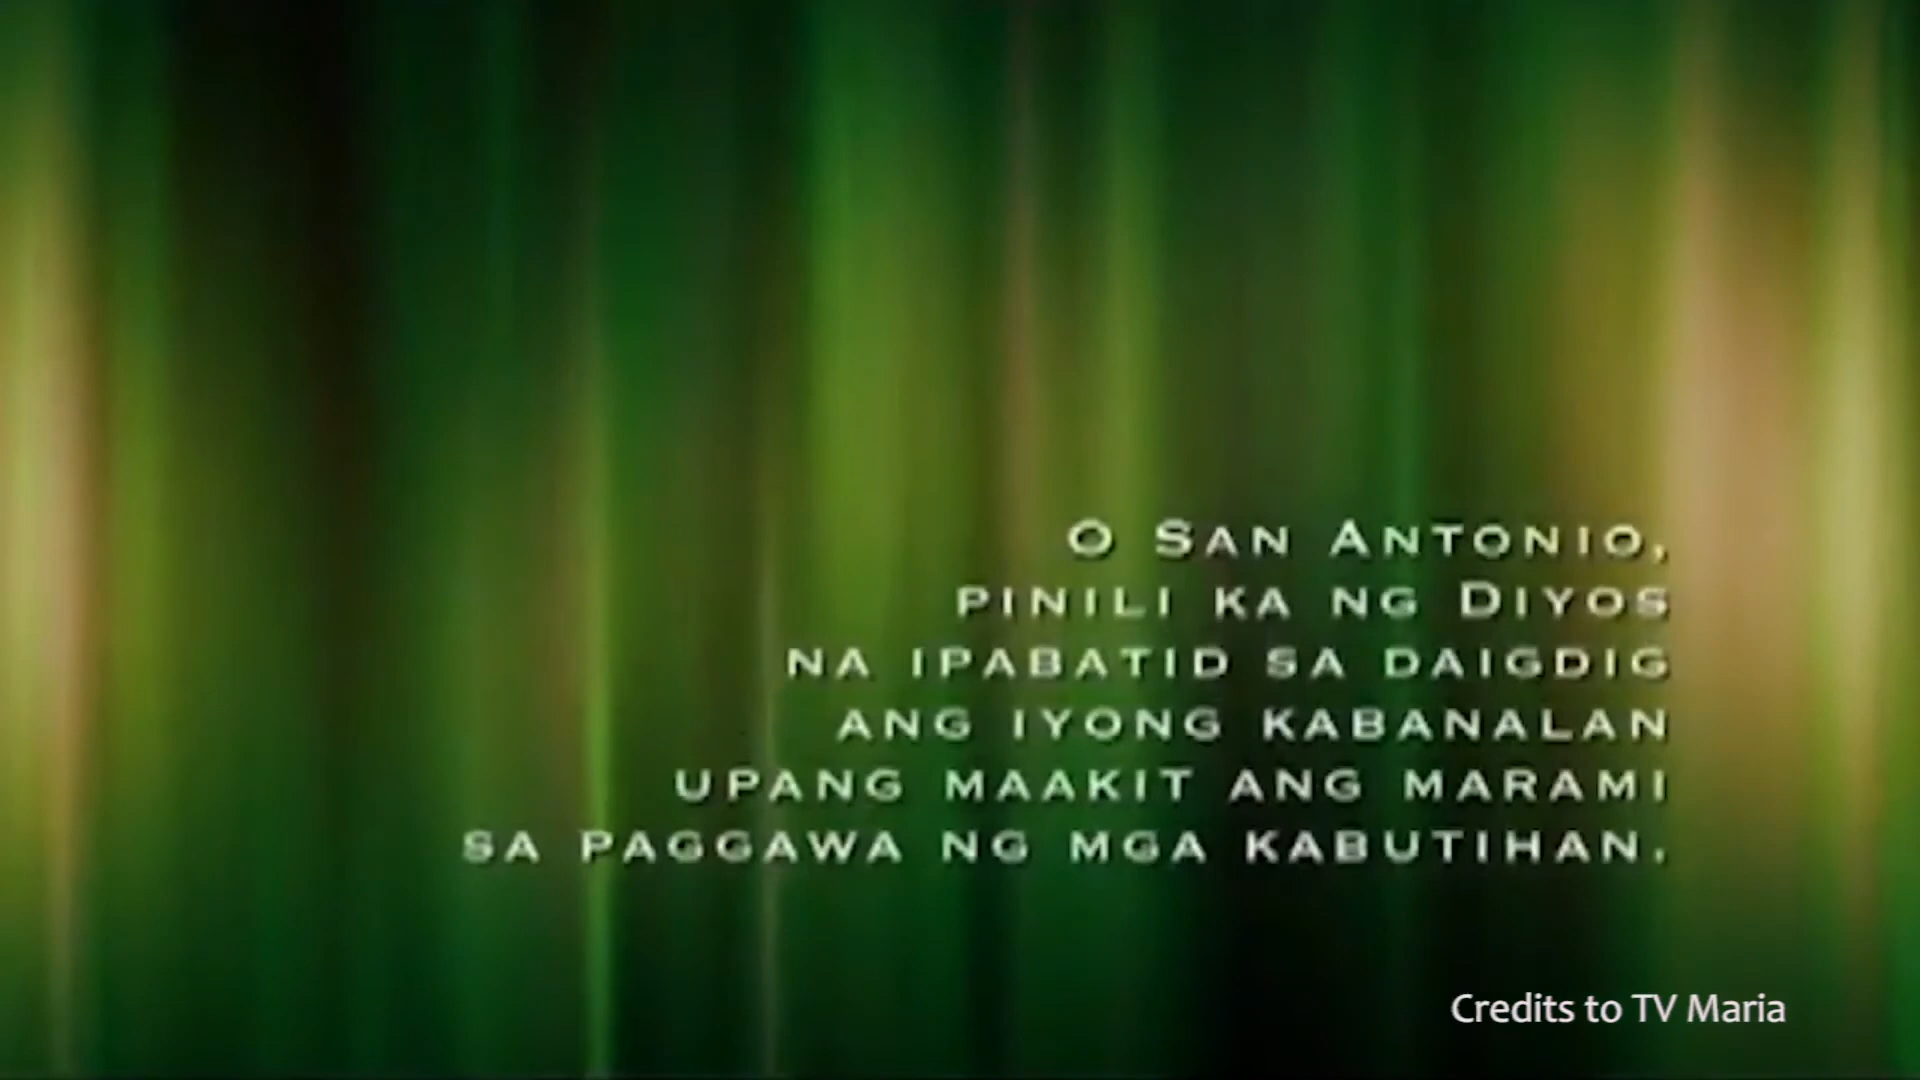 O San Antonio,
pinili ka ng Diyos
na ipabatid sa daigdig
ang iyong kabanalan
upang maakit ang marami
sa paggawa ng mga kabutihan.
Credits to TV Maria